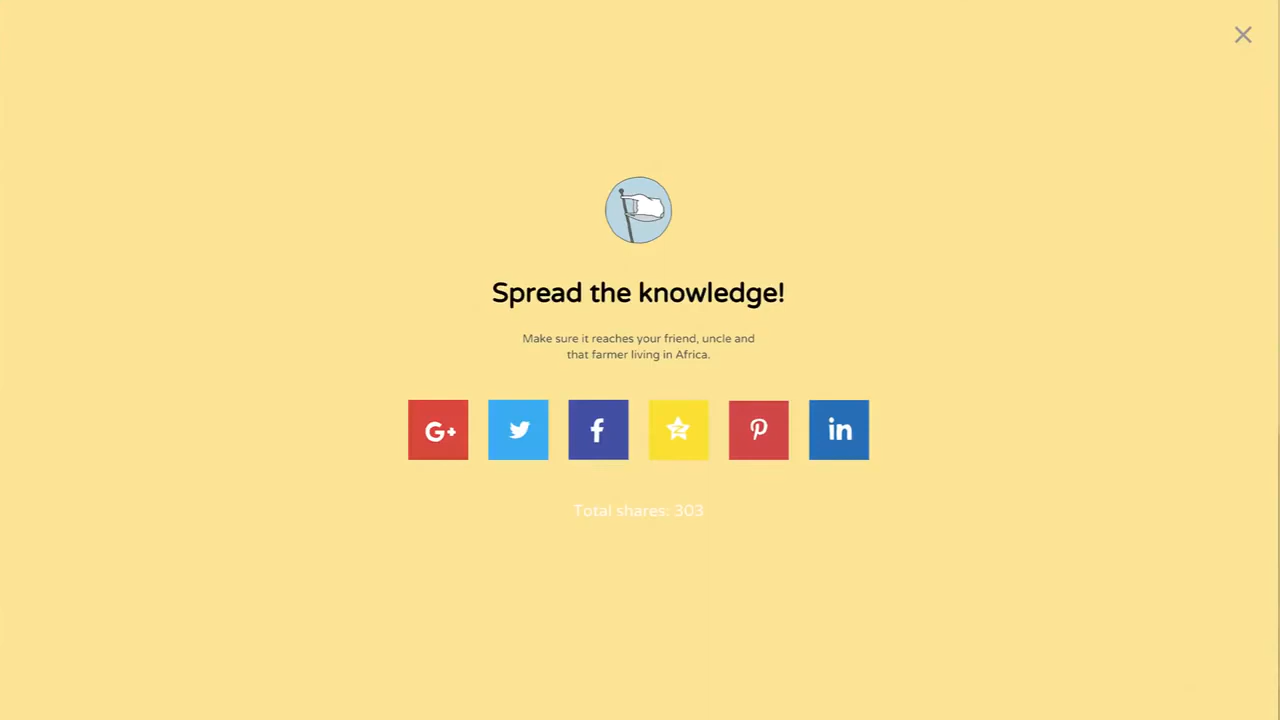 Spread the knowledge!
Make sure it reaches your friend, uncle and
that farmer living in Africa.
G+
f
in
Total shares: 303